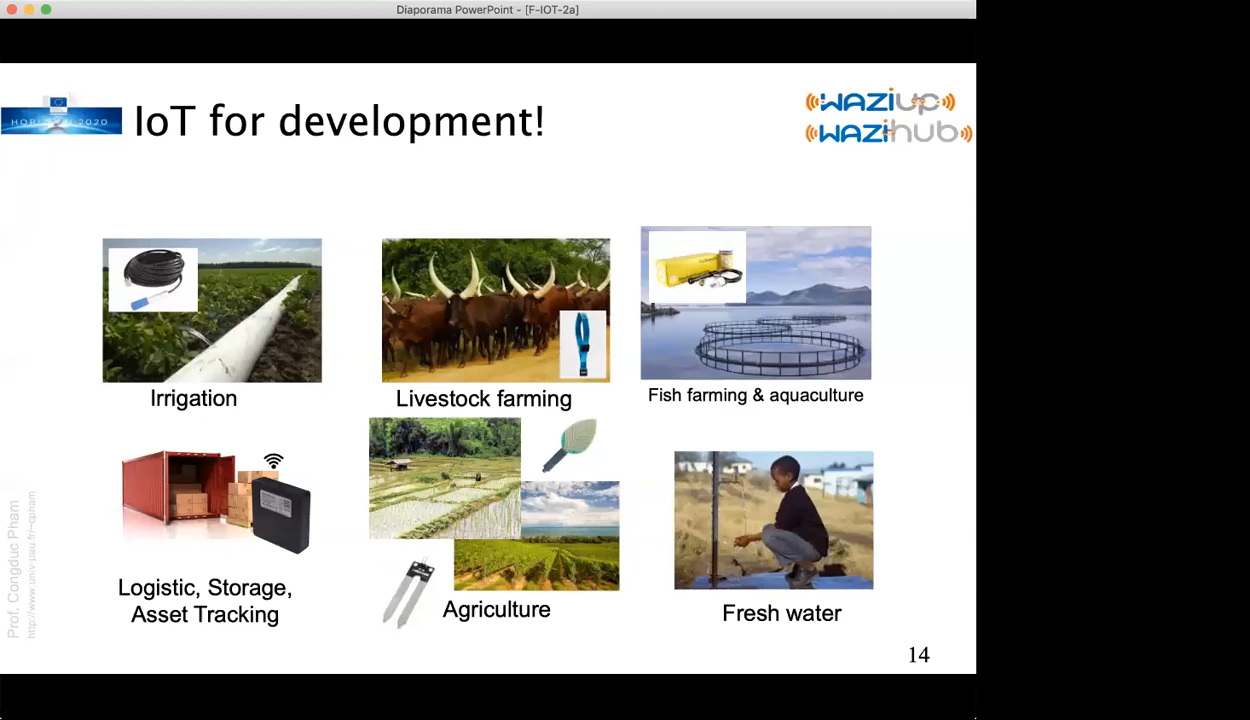 Diaporama PowerPoint - [F-IOT-2a]
HORIZON 2020
IoT for development!
WAZIUP
WAZIHUB
Irrigation
Livestock farming
Fish farming & aquaculture
Logistic, Storage,
Asset Tracking
Agriculture
Fresh water
Prof. Congduc Pham
http://www.univ-pau.fr/~cpham
14